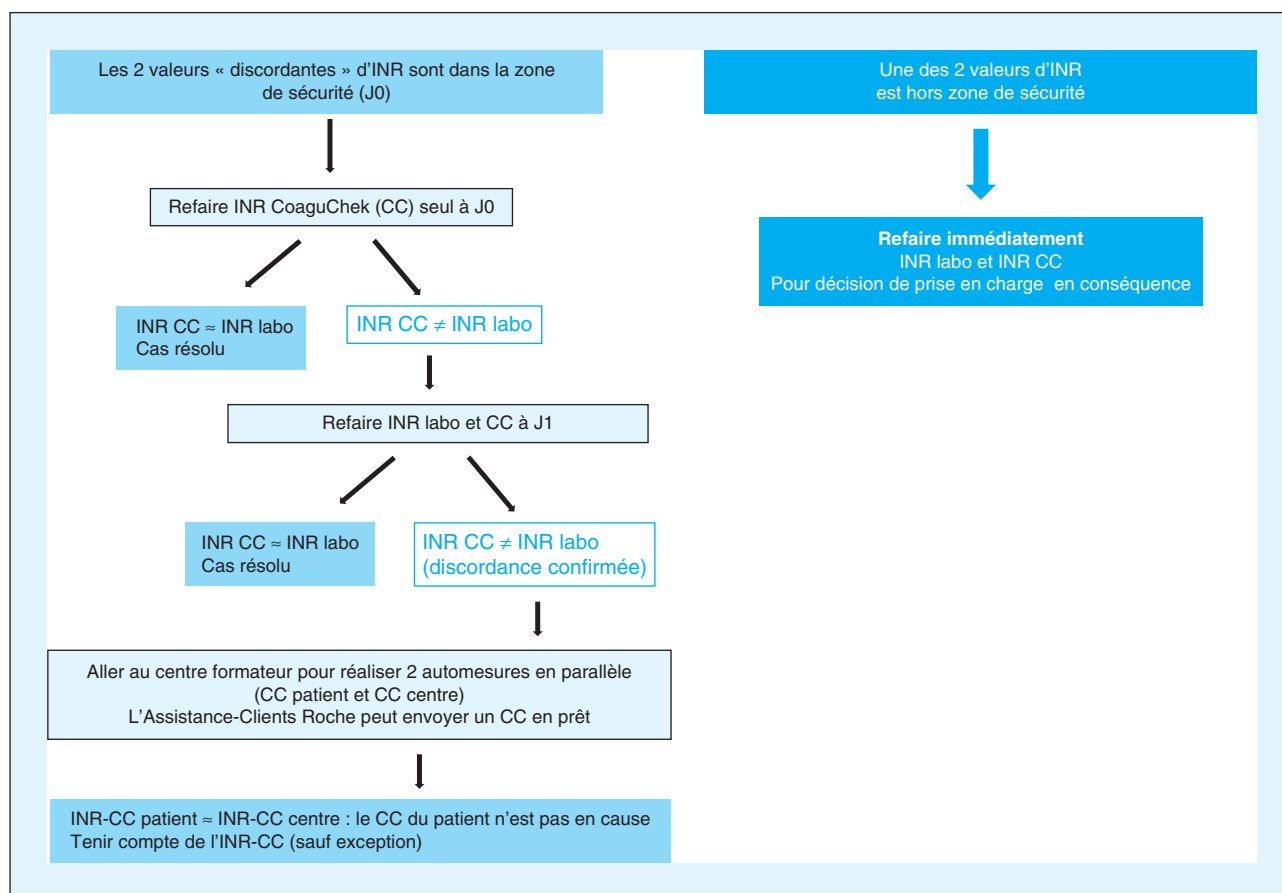 Les 2 valeurs « discordantes » d'INR sont dans la zone
de sécurité (J0)
Refaire INR CoaguChek (CC) seul à J0
INR CC ≈ INR labo
Cas résolu
INR CC ≠ INR labo
Refaire INR labo et CC à J1
INR CC ≈ INR labo
Cas résolu
INR CC ≠ INR labo
(discordance confirmée)
Aller au centre formateur pour réaliser 2 automesures en parallèle
(CC patient et CC centre)
L'Assistance-Clients Roche peut envoyer un CC en prêt
INR-CC patient ≈ INR-CC centre : le CC du patient n'est pas en cause
Tenir compte de l'INR-CC (sauf exception)
Une des 2 valeurs d'INR
est hors zone de sécurité
Refaire immédiatement
INR labo et INR CC
Pour décision de prise en charge en conséquence